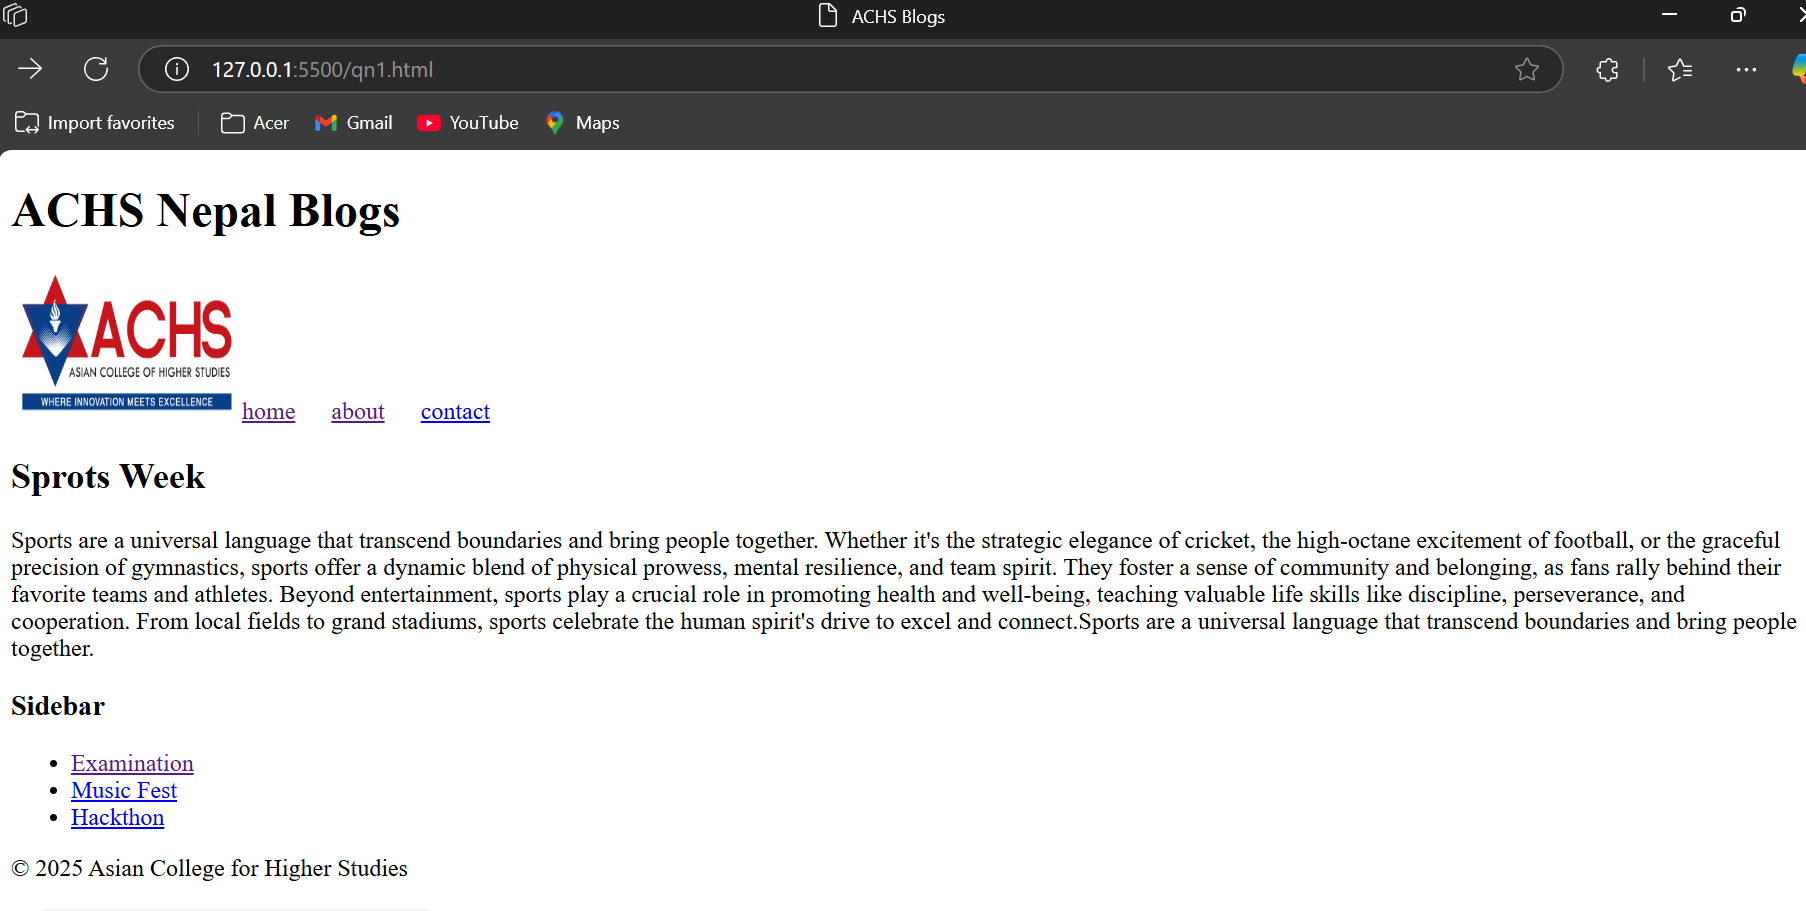 ACHS Blogs
127.0.0.1:5500/qn1.html
Import favorites Acer Gmail YouTube Maps
ACHS Nepal Blogs
ACHS
ASIAN COLLEGE OF HIGHER STUDIES
WHERE INNOVATION MEETS EXCELLENCE
home about contact
Sprots Week
Sports are a universal language that transcend boundaries and bring people together. Whether it's the strategic elegance of cricket, the high-octane excitement of football, or the graceful
precision of gymnastics, sports offer a dynamic blend of physical prowess, mental resilience, and team spirit. They foster a sense of community and belonging, as fans rally behind their
favorite teams and athletes. Beyond entertainment, sports play a crucial role in promoting health and well-being, teaching valuable life skills like discipline, perseverance, and
cooperation. From local fields to grand stadiums, sports celebrate the human spirit's drive to excel and connect.Sports are a universal language that transcend boundaries and bring people
together.
Sidebar
• Examination
• Music Fest
• Hackthon
© 2025 Asian College for Higher Studies